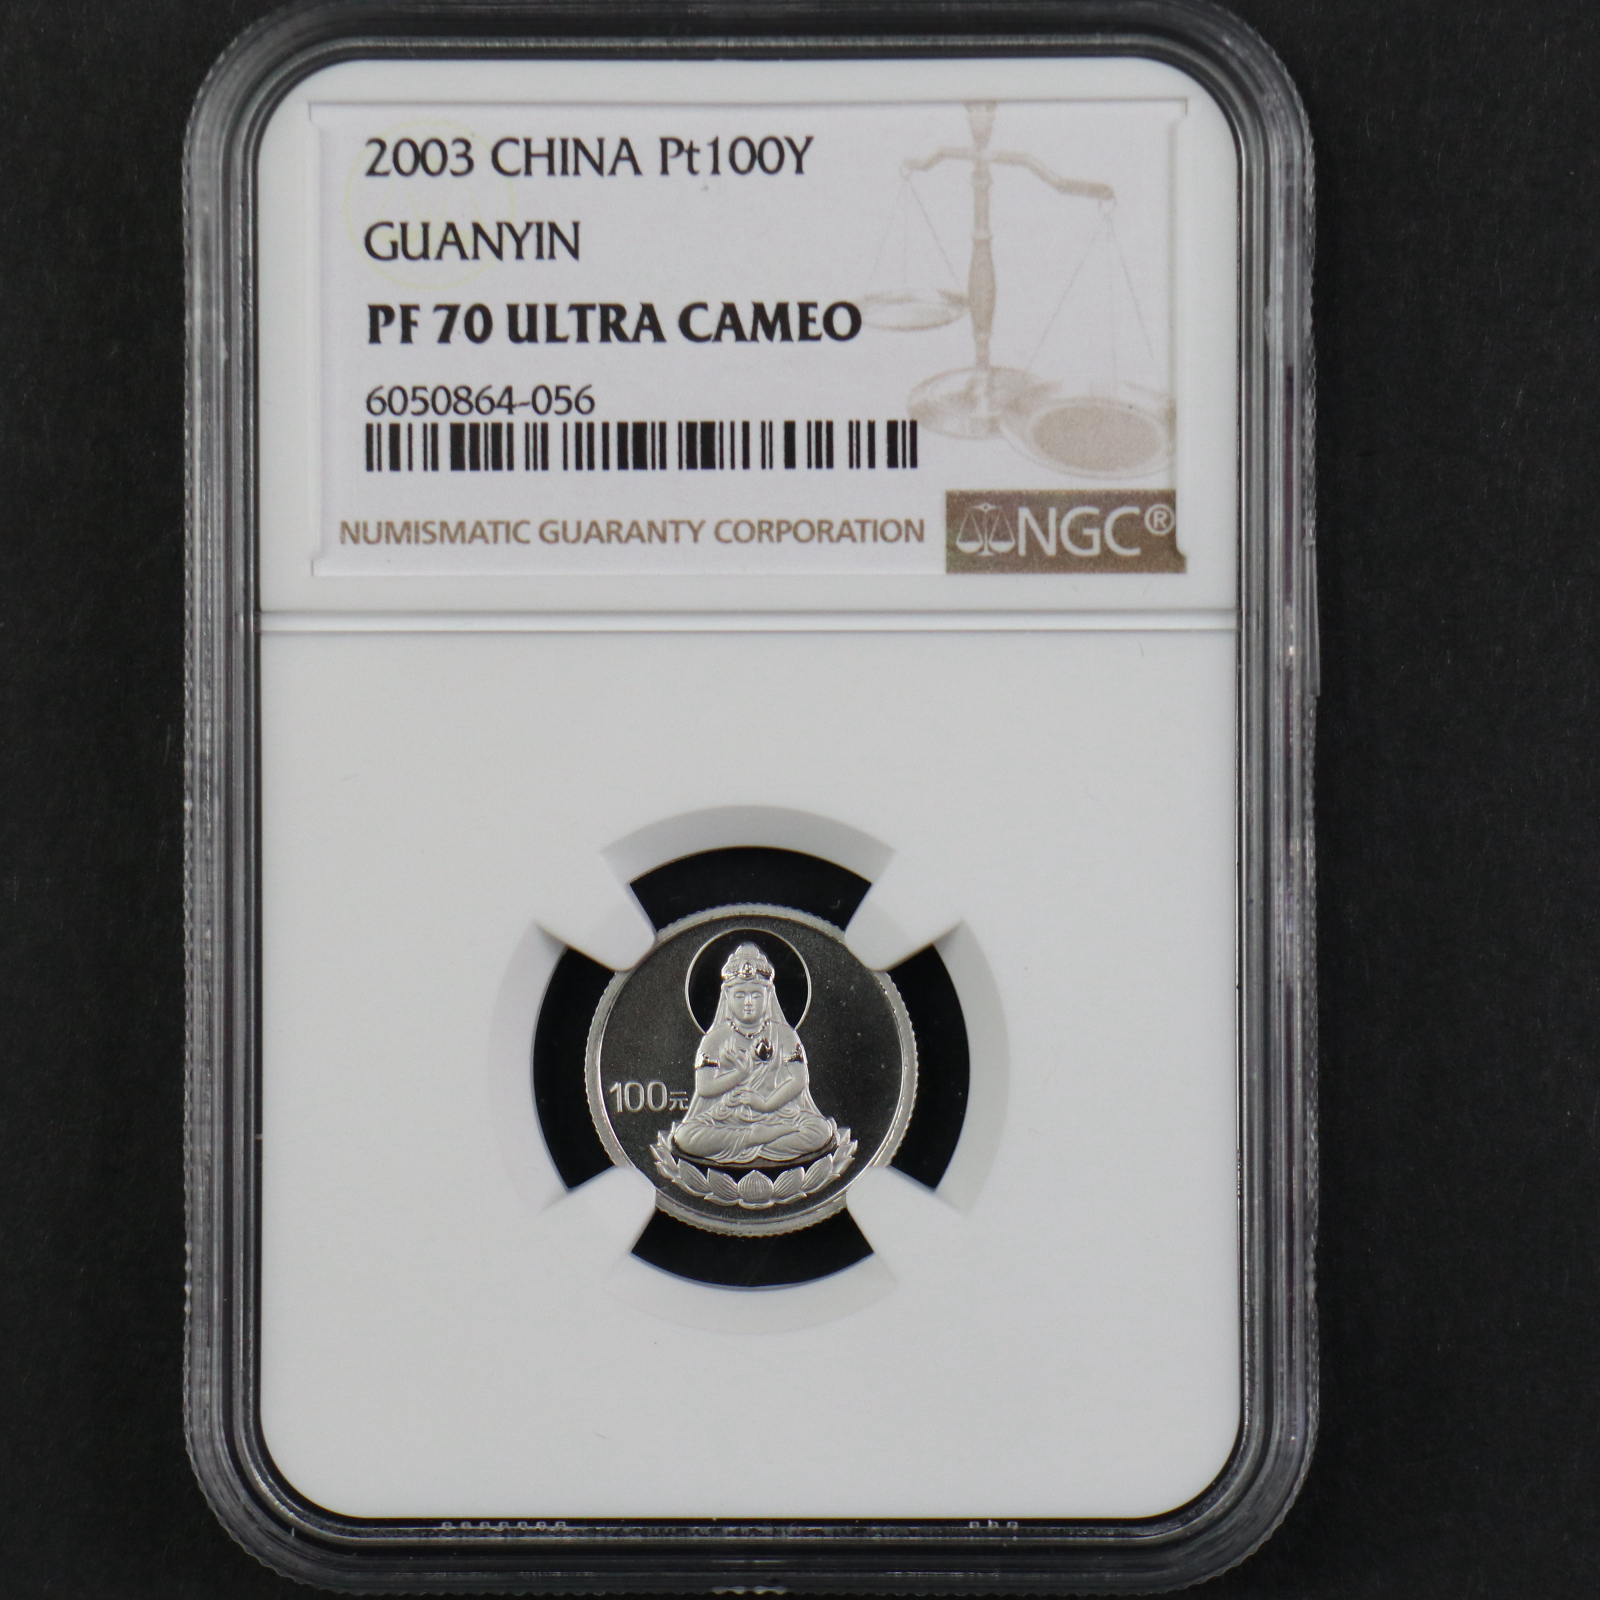 2003 CHINA Pt100Y
GUANYIN
PF 70 ULTRA CAMEO
6050864-056
NUMISMATIC GUARANTY CORPORATION
NGC®
100元